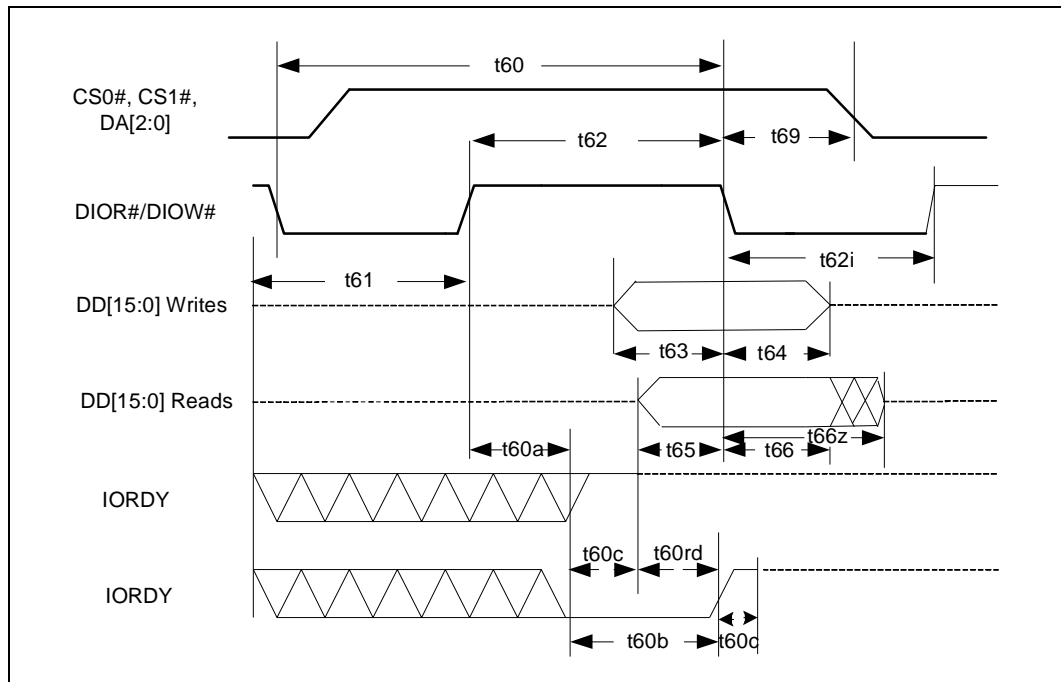 t60
CS0#, CS1#,
DA[2:0]
t62
t69
DIOR#/DIOW#
t61
t62i
DD[15:0] Writes
t63
t64
DD[15:0] Reads
t60a
t65
t66
t66z
IORDY
t60c
t60rd
IORDY
t60b
t60c